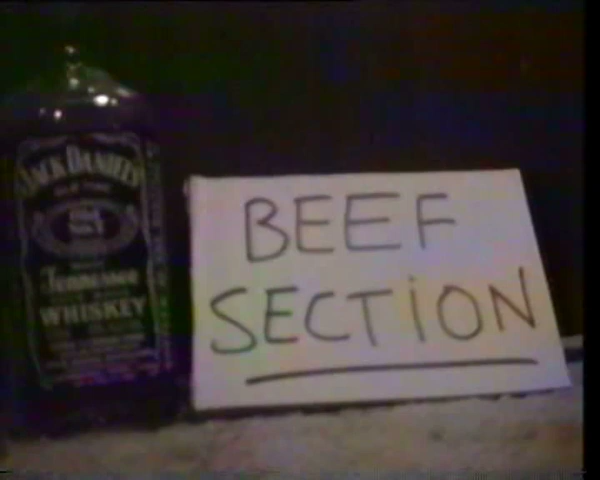 JACK DANIEL'S
Tennessee
WHISKEY
BEEF
SECTiON